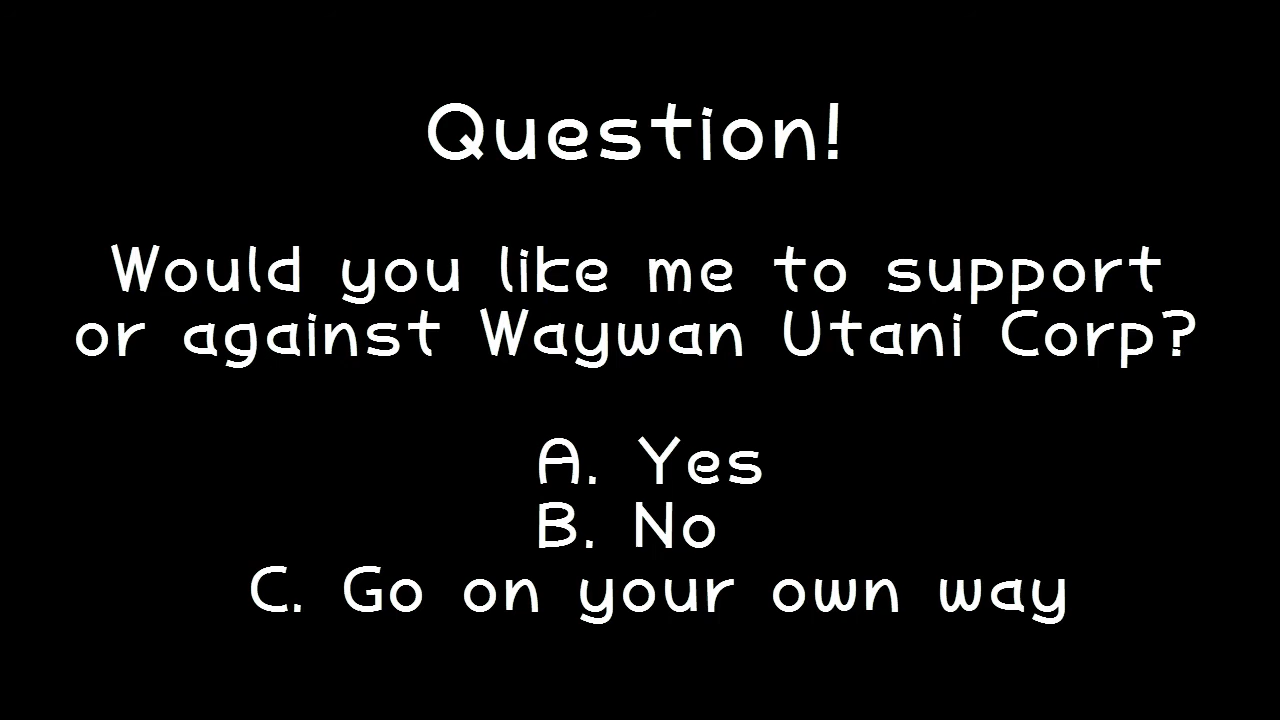 Question!
Would you like me to support
or against Waywan Utani Corp?
A. Yes
B. No
C. Go on your own way